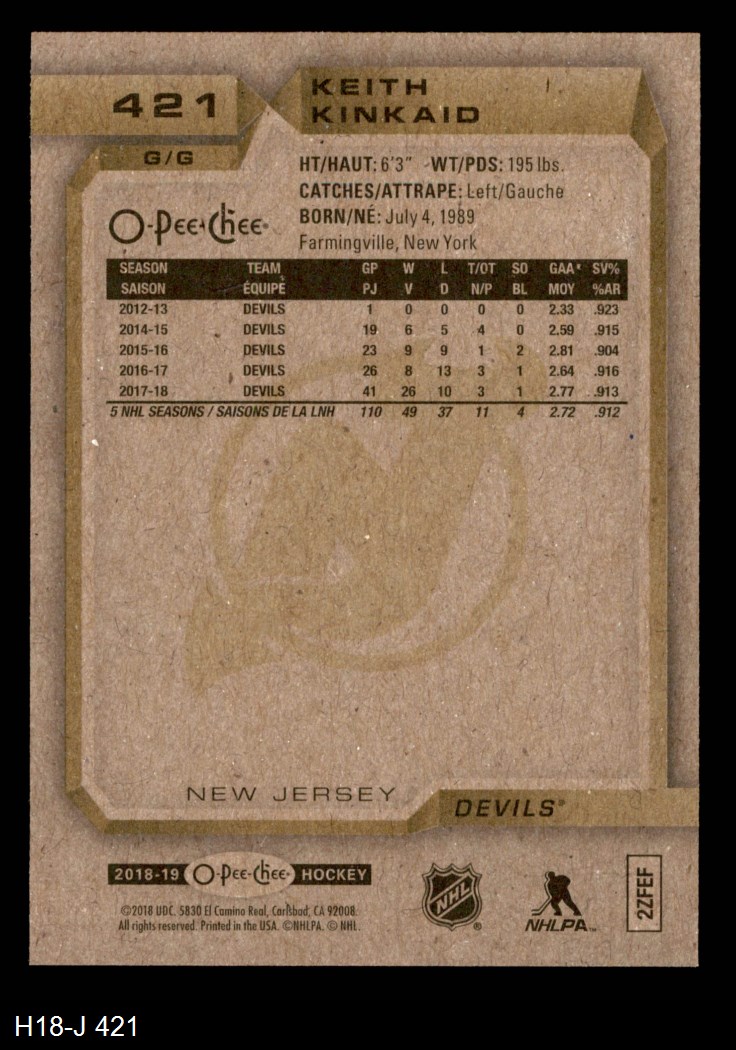 421
KEITH
KINKAID
G/G
HT/HAUT: 6'3" WT/PDS: 195 lbs.
CATCHES/ATTRAPE: Left/Gauche
BORN/NÉ: July 4, 1989
Farmingville, New York
O-Pee-Chee
SEASON TEAM GP W L T/OT SO GAA SV%
SAISON ÉQUIPE PJ V D N/P BL MOY %AR
2012-13 DEVILS 1 0 0 0 0 2.33 .923
2014-15 DEVILS 19 6 5 4 0 2.59 .915
2015-16 DEVILS 23 9 9 1 2 2.81 .904
2016-17 DEVILS 26 8 13 3 1 2.64 .916
2017-18 DEVILS 41 26 10 3 1 2.77 .913
5 NHL SEASONS / SAISONS DE LA LNH 110 49 37 11 4 2.72 .912
NEW JERSEY
DEVILS®
2018-19 O-Pee-Chee HOCKEY
©2018 UDC. 5830 El Camino Real, Carlsbad, CA 92008.
All rights reserved. Printed in the USA. ©NHLPA. © NHL.
NHL ®
NHLPA™
2ZFEF
H18-J 421